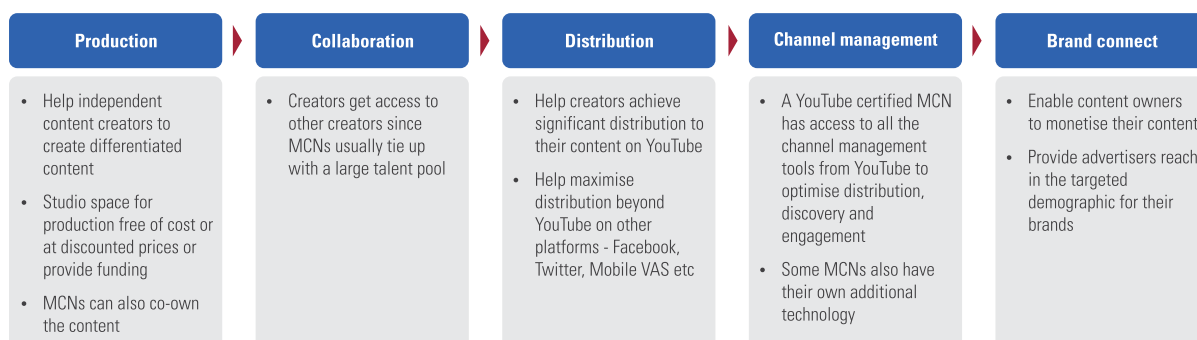 Production
Collaboration
Distribution
Channel management
Brand connect
• Help independent
content creators to
create differentiated
content
• Studio space for
production free of cost or
at discounted prices or
provide funding
• MCNs can also co-own
the content
• Creators get access to
other creators since
MCNs usually tie up
with a large talent pool
• Help creators achieve
significant distribution to
their content on YouTube
• Help maximise
distribution beyond
YouTube on other
platforms - Facebook,
Twitter, Mobile VAS etc
• A YouTube certified MCN
has access to all the
channel management
tools from YouTube to
optimise distribution,
discovery and
engagement
• Some MCNs also have
their own additional
technology
• Enable content owners
to monetise their content
• Provide advertisers reach
in the targeted
demographic for their
brands